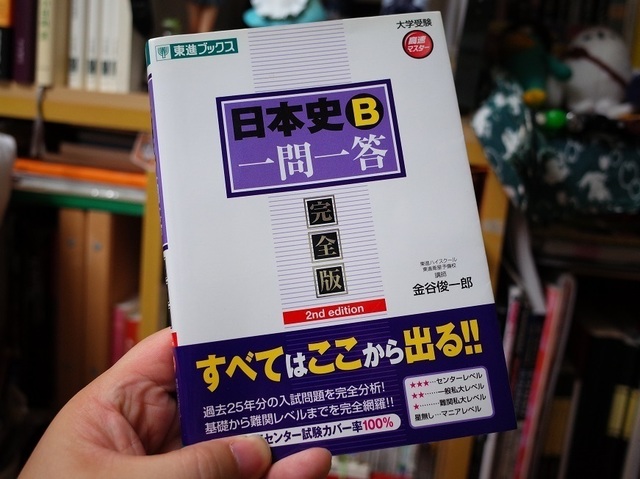 東進ブックス
大学受験
高速
マスター
日本史B
一問一答
完全版
2nd edition
東進ハイスクール
東進衛星予備校
講師
金谷俊一郎
すべてはここから出る!!
過去25年分の入試問題を完全分析!
基礎から難関レベルまでを完全網羅!!
センター試験カバー率100%
★★★…センターレベル
★★…一般私大レベル
★…難関私大レベル
星無し…マニアレベル